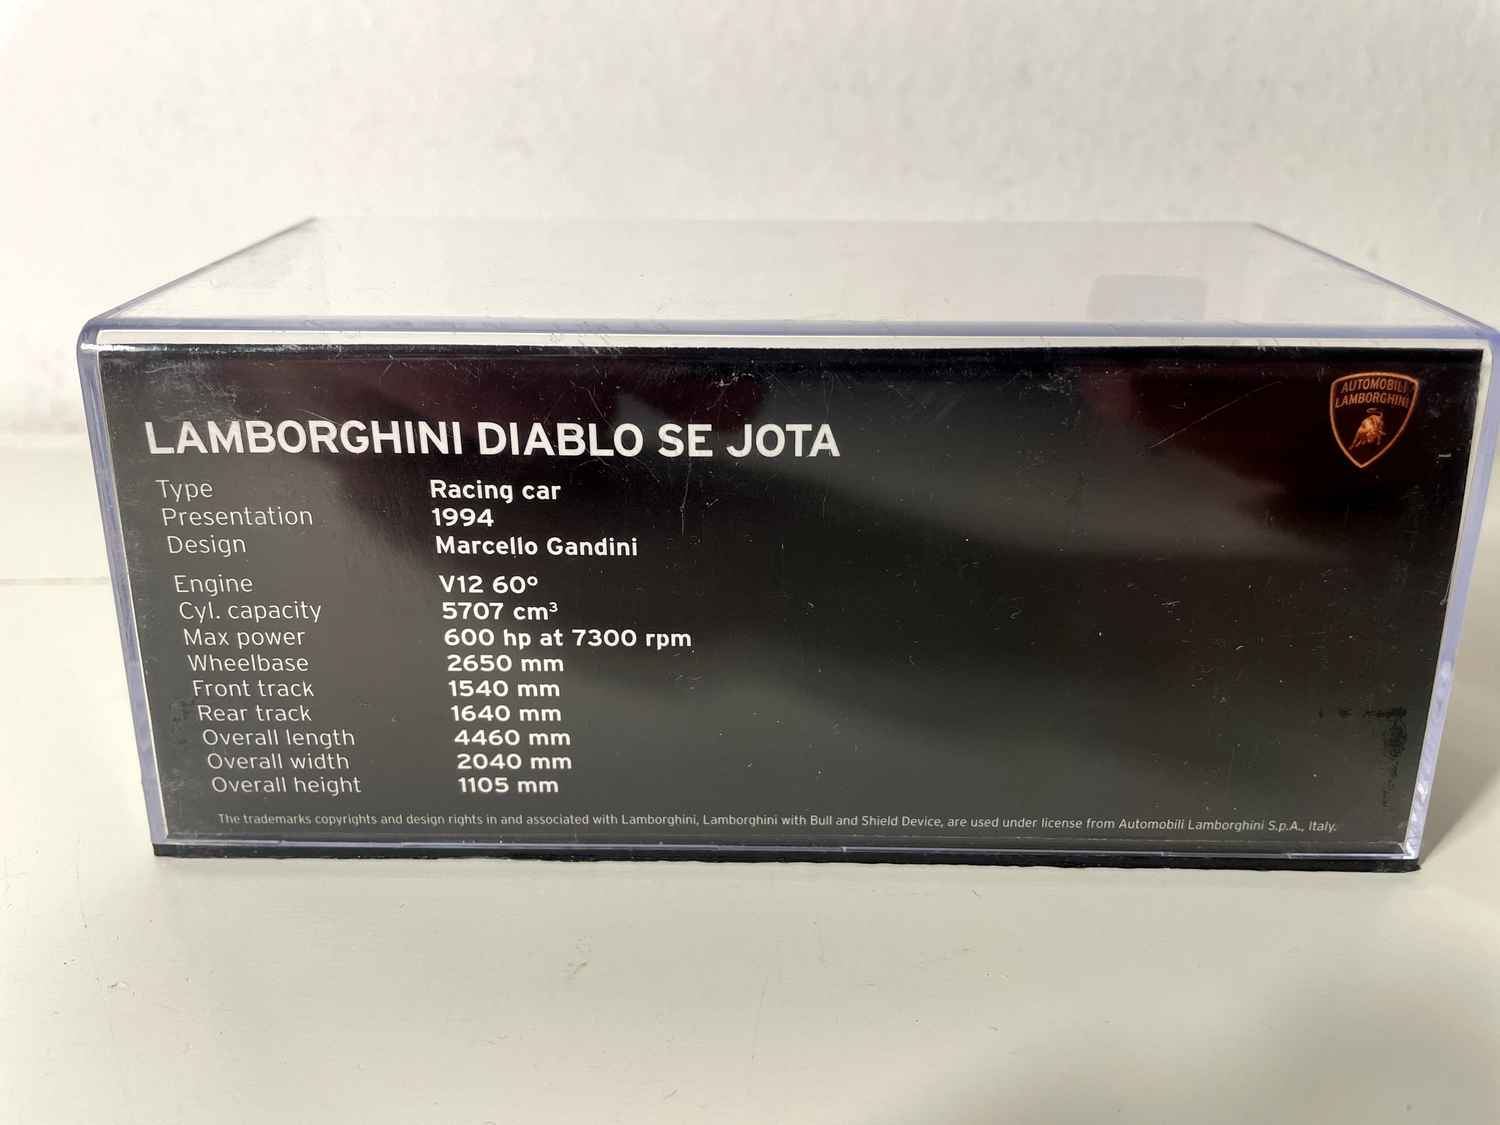 AUTOMOBILI
LAMBORGHINI
LAMBORGHINI DIABLO SE JOTA
Type Racing car
Presentation 1994
Design Marcello Gandini
Engine V12 60°
Cyl. capacity 5707 cm³
Max power 600 hp at 7300 rpm
Wheelbase 2650 mm
Front track 1540 mm
Rear track 1640 mm
Overall length 4460 mm
Overall width 2040 mm
Overall height 1105 mm
The trademarks copyrights and design rights in and associated with Lamborghini, Lamborghini with Bull and Shield Device, are used under license from Automobili Lamborghini S.p.A., Italy.